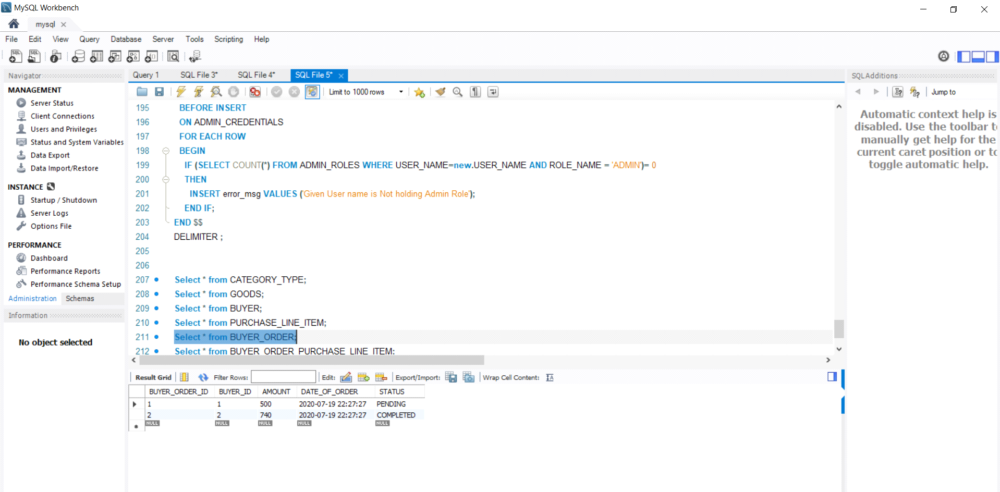 MySQL Workbench
mysql
File Edit View Query Database Server Tools Scripting Help
Navigator
MANAGEMENT
Server Status
Client Connections
Users and Privileges
Status and System Variables
Data Export
Data Import/Restore
INSTANCE
Startup / Shutdown
Server Logs
Options File
PERFORMANCE
Dashboard
Performance Reports
Performance Schema Setup
Administration Schemas
Information
No object selected
Query 1 SQL File 3* SQL File 4* SQL File 5*
Limit to 1000 rows
195 BEFORE INSERT
196 ON ADMIN_CREDENTIALS
197 FOR EACH ROW
198 BEGIN
199 IF (SELECT COUNT(*) FROM ADMIN_ROLES WHERE USER_NAME=new.USER_NAME AND ROLE_NAME = 'ADMIN')= 0
200 THEN
201 INSERT error_msg VALUES ('Given User name is Not holding Admin Role');
202 END IF;
203 END $$
204 DELIMITER ;
205
206
207 Select * from CATEGORY_TYPE;
208 Select * from GOODS;
209 Select * from BUYER;
210 Select * from PURCHASE_LINE_ITEM;
211 Select * from BUYER_ORDER;
212 Select * from BUYER_ORDER_PURCHASE_LINE_ITEM;
Result Grid Filter Rows: Edit: Export/Import: Wrap Cell Content:
BUYER_ORDER_ID BUYER_ID AMOUNT DATE_OF_ORDER STATUS
1 1 500 2020-07-19 22:27:27 PENDING
2 2 740 2020-07-19 22:27:27 COMPLETED
NULL NULL NULL NULL NULL
SQLAdditions
Jump to
Automatic context help is
disabled. Use the toolbar t
manually get help for the
current caret position or to
toggle automatic help.